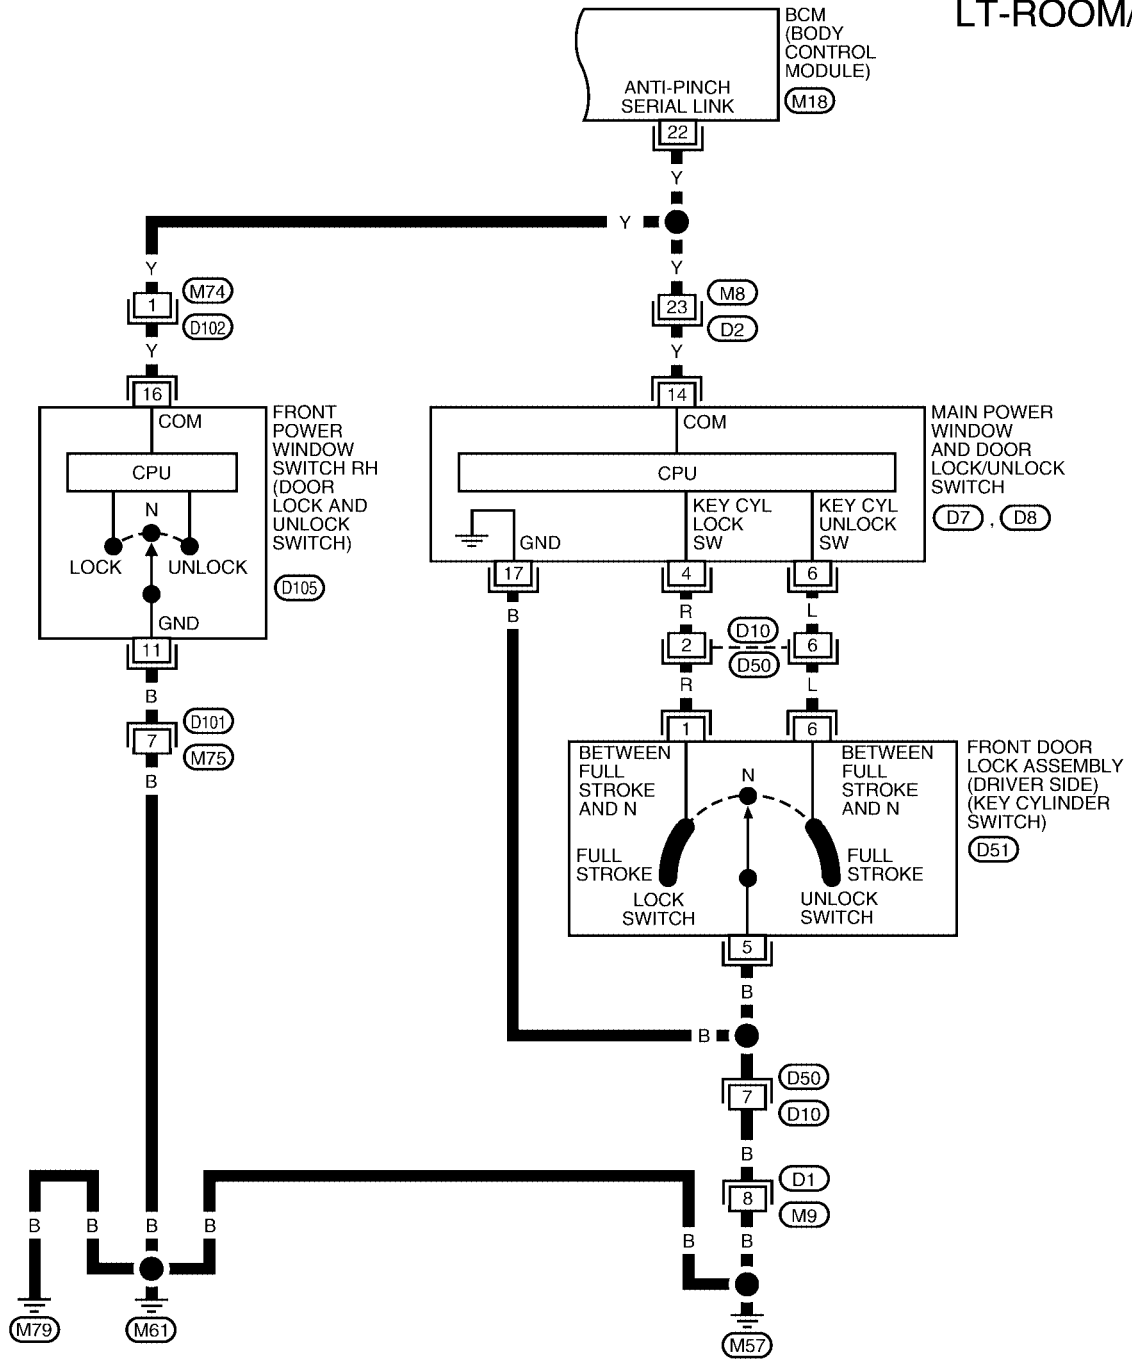 LT-ROOM/
BCM
(BODY
CONTROL
MODULE)
M18
ANTI-PINCH
SERIAL LINK
22
Y
Y
Y
Y
1
M74
D102
23
M8
D2
Y
Y
16
14
COM
CPU
N
LOCK
UNLOCK
GND
11
FRONT
POWER
WINDOW
SWITCH RH
(DOOR
LOCK AND
UNLOCK
SWITCH)
D105
COM
CPU
GND
KEY CYL
LOCK
SW
KEY CYL
UNLOCK
SW
MAIN POWER
WINDOW
AND DOOR
LOCK/UNLOCK
SWITCH
D7 , D8
17
4
6
B
R
L
2
D10
D50
6
R
L
1
6
B
7
D101
M75
B
BETWEEN
FULL
STROKE
AND N
N
BETWEEN
FULL
STROKE
AND N
FULL
STROKE
FULL
STROKE
LOCK
SWITCH
UNLOCK
SWITCH
FRONT DOOR
LOCK ASSEMBLY
(DRIVER SIDE)
(KEY CYLINDER
SWITCH)
D51
5
B
B
7
D50
D10
B
8
D1
M9
B
B
B
B
B
B
M79
M61
M57